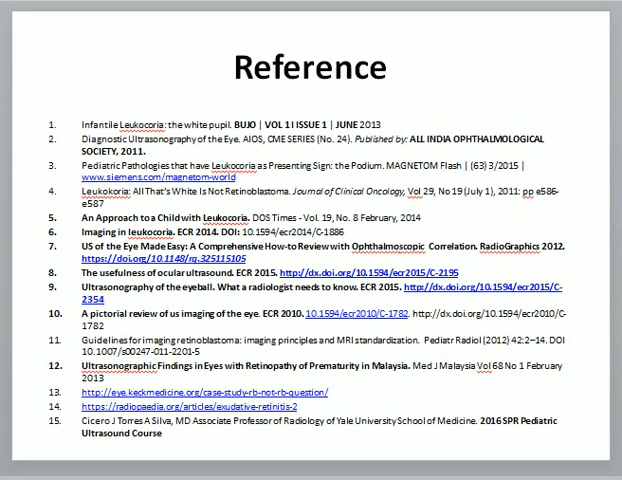 Reference
1. Infantile Leukocoria: the white pupil. BUJO | VOL 1 I ISSUE 1 | JUNE 2013
2. Diagnostic Ultrasonography of the Eye. AIOS, CME SERIES (No. 24). Published by: ALL INDIA OPHTHALMOLOGICAL
SOCIETY, 2011.
3. Pediatric Pathologies that have Leukocoria as Presenting Sign: the Podium. MAGNETOM Flash | (63) 3/2015 |
www.siemens.com/magnetom-world
4. Leukokoria: All That's White Is Not Retinoblastoma. Journal of Clinical Oncology, Vol 29, No 19 (July 1), 2011: pp e586-
e587
5. An Approach to a Child with Leukocoria. DOS Times - Vol. 19, No. 8 February, 2014
6. Imaging in leukocoria. ECR 2014. DOI: 10.1594/ecr2014/C-1886
7. US of the Eye Made Easy: A Comprehensive How-to Review with Ophthalmoscopic Correlation. RadioGraphics 2012.
https://doi.org/10.1148/rg.325115105
8. The usefulness of ocular ultrasound. ECR 2015. http://dx.doi.org/10.1594/ecr2015/C-2195
9. Ultrasonography of the eyeball. What a radiologist needs to know. ECR 2015. http://dx.doi.org/10.1594/ecr2015/C-
2354
10. A pictorial review of us imaging of the eye. ECR 2010. 10.1594/ecr2010/C-1782. http://dx.doi.org/10.1594/ecr2010/C-
1782
11. Guidelines for imaging retinoblastoma: imaging principles and MRI standardization. Pediatr Radiol (2012) 42:2–14. DOI
10.1007/s00247-011-2201-5
12. Ultrasonographic Findings in Eyes with Retinopathy of Prematurity in Malaysia. Med J Malaysia Vol 68 No 1 February
2013
13. http://eye.keckmedicine.org/case-study-rb-not-rb-question/
14. https://radiopaedia.org/articles/exudative-retinitis-2
15. Cicero J Torres A Silva, MD Associate Professor of Radiology of Yale University School of Medicine. 2016 SPR Pediatric
Ultrasound Course